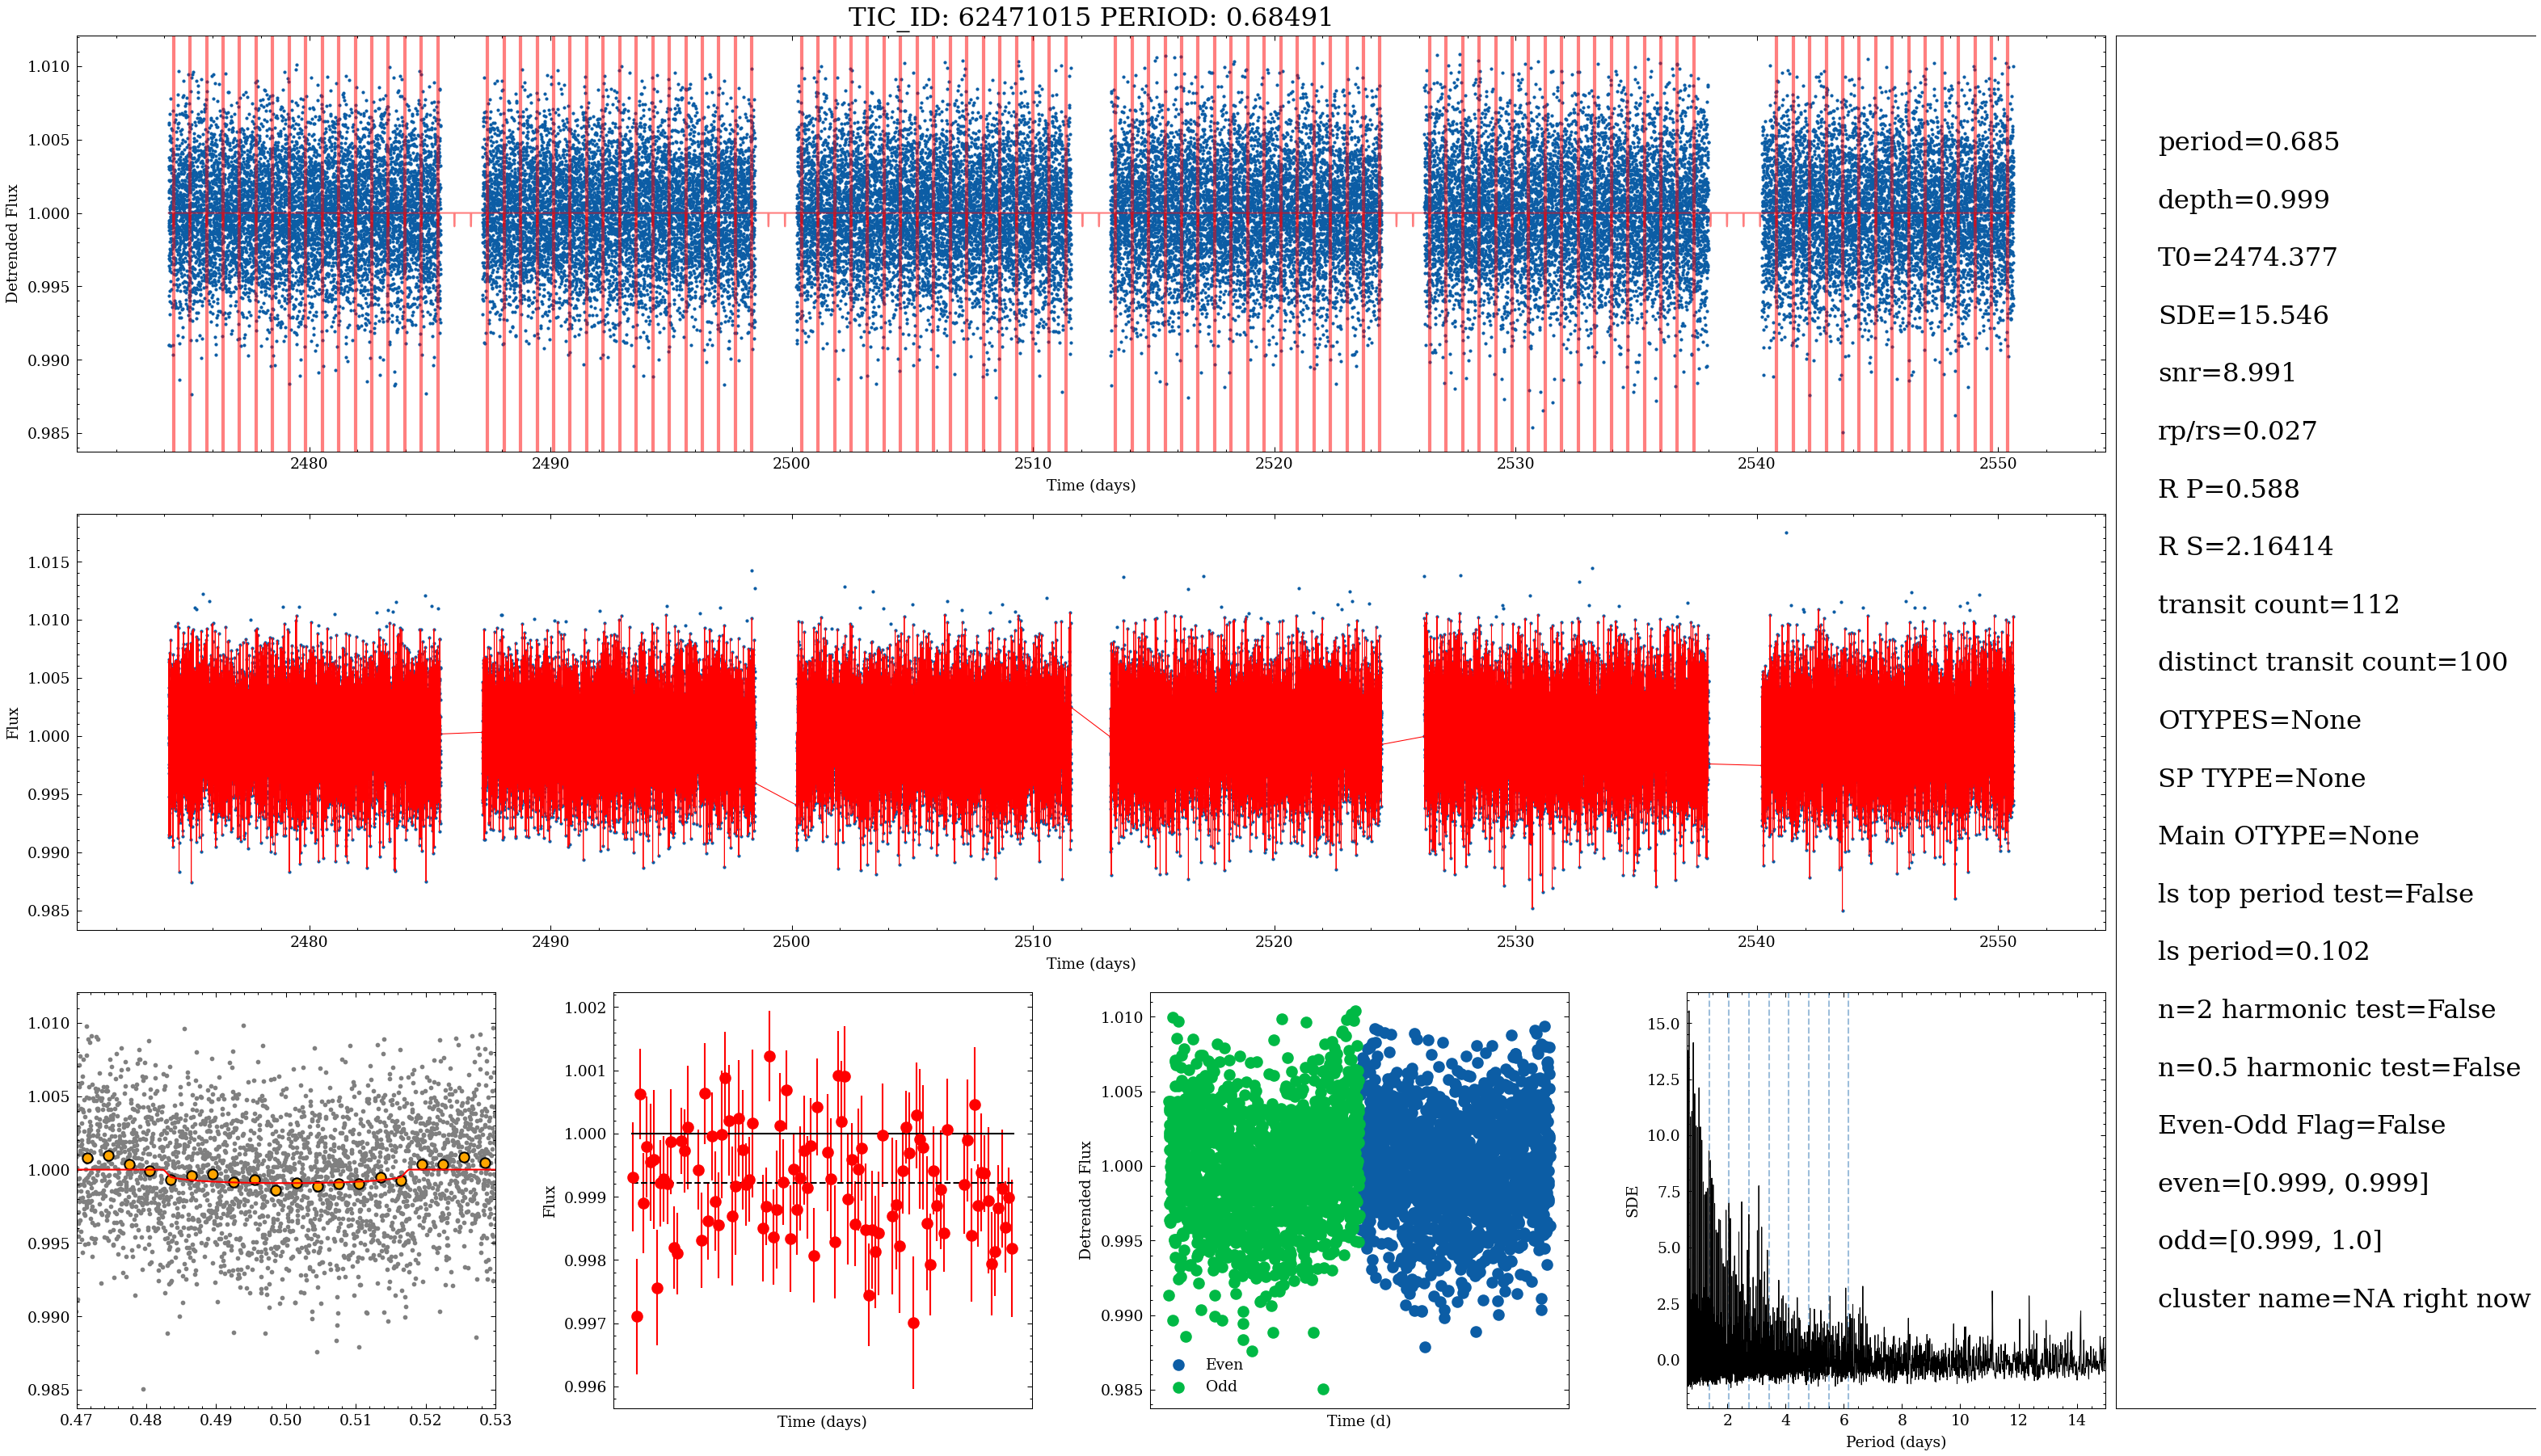 TIC_ID: 62471015 PERIOD: 0.68491
1.010
1.005
1.000
0.995
0.990
0.985
Detrended Flux
2480 2490 2500 2510 2520 2530 2540 2550
Time (days)
1.015
1.010
1.005
1.000
0.995
0.990
0.985
Flux
2480 2490 2500 2510 2520 2530 2540 2550
Time (days)
1.010
1.005
1.000
0.995
0.990
0.985
0.47 0.48 0.49 0.50 0.51 0.52 0.53
1.002
1.001
1.000
0.999
0.998
0.997
0.996
Flux
Time (days)
1.010
1.005
1.000
0.995
0.990
0.985
Detrended Flux
Even
Odd
Time (d)
15.0
12.5
10.0
7.5
5.0
2.5
0.0
SDE
2 4 6 8 10 12 14
Period (days)
period=0.685
depth=0.999
T0=2474.377
SDE=15.546
snr=8.991
rp/rs=0.027
R P=0.588
R S=2.16414
transit count=112
distinct transit count=100
OTYPES=None
SP TYPE=None
Main OTYPE=None
ls top period test=False
ls period=0.102
n=2 harmonic test=False
n=0.5 harmonic test=False
Even-Odd Flag=False
even=[0.999, 0.999]
odd=[0.999, 1.0]
cluster name=NA right now